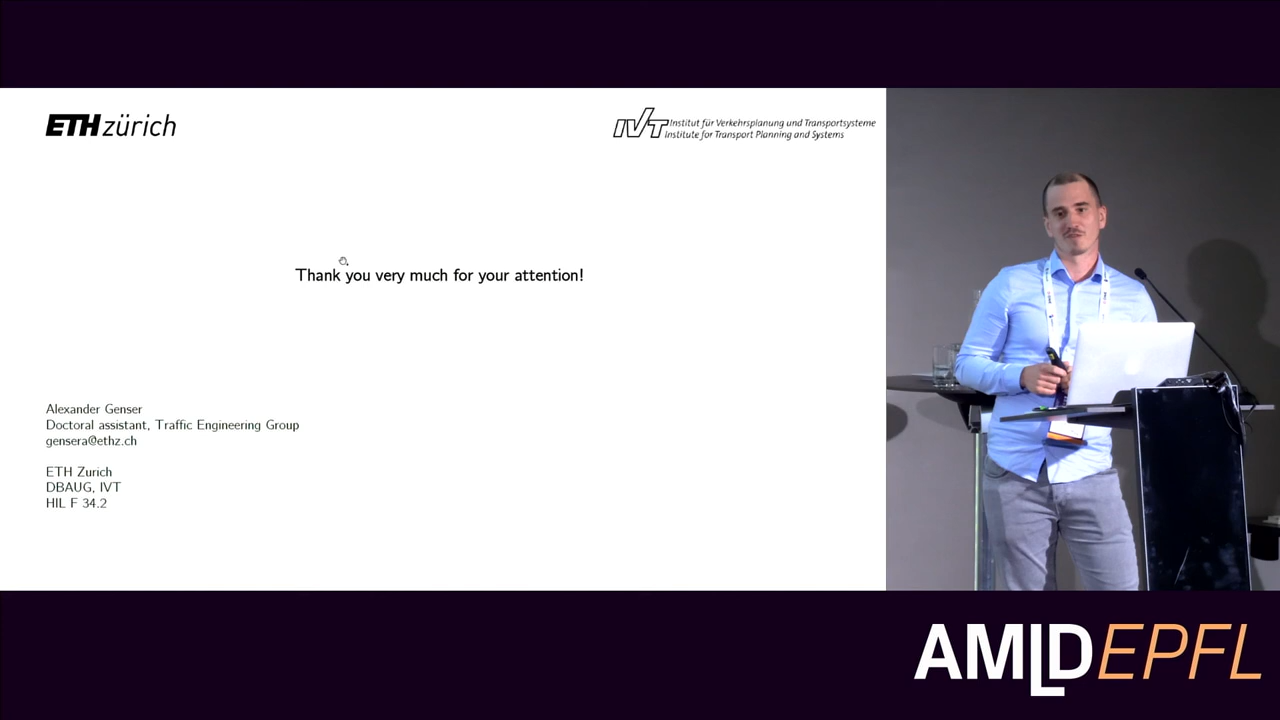 ETH zürich
IVT Institut für Verkehrsplanung und Transportsysteme
Institute for Transport Planning and Systems
Thank you very much for your attention!
Alexander Genser
Doctoral assistant, Traffic Engineering Group
gensera@ethz.ch
ETH Zurich
DBAUG, IVT
HIL F 34.2
AMLD EPFL